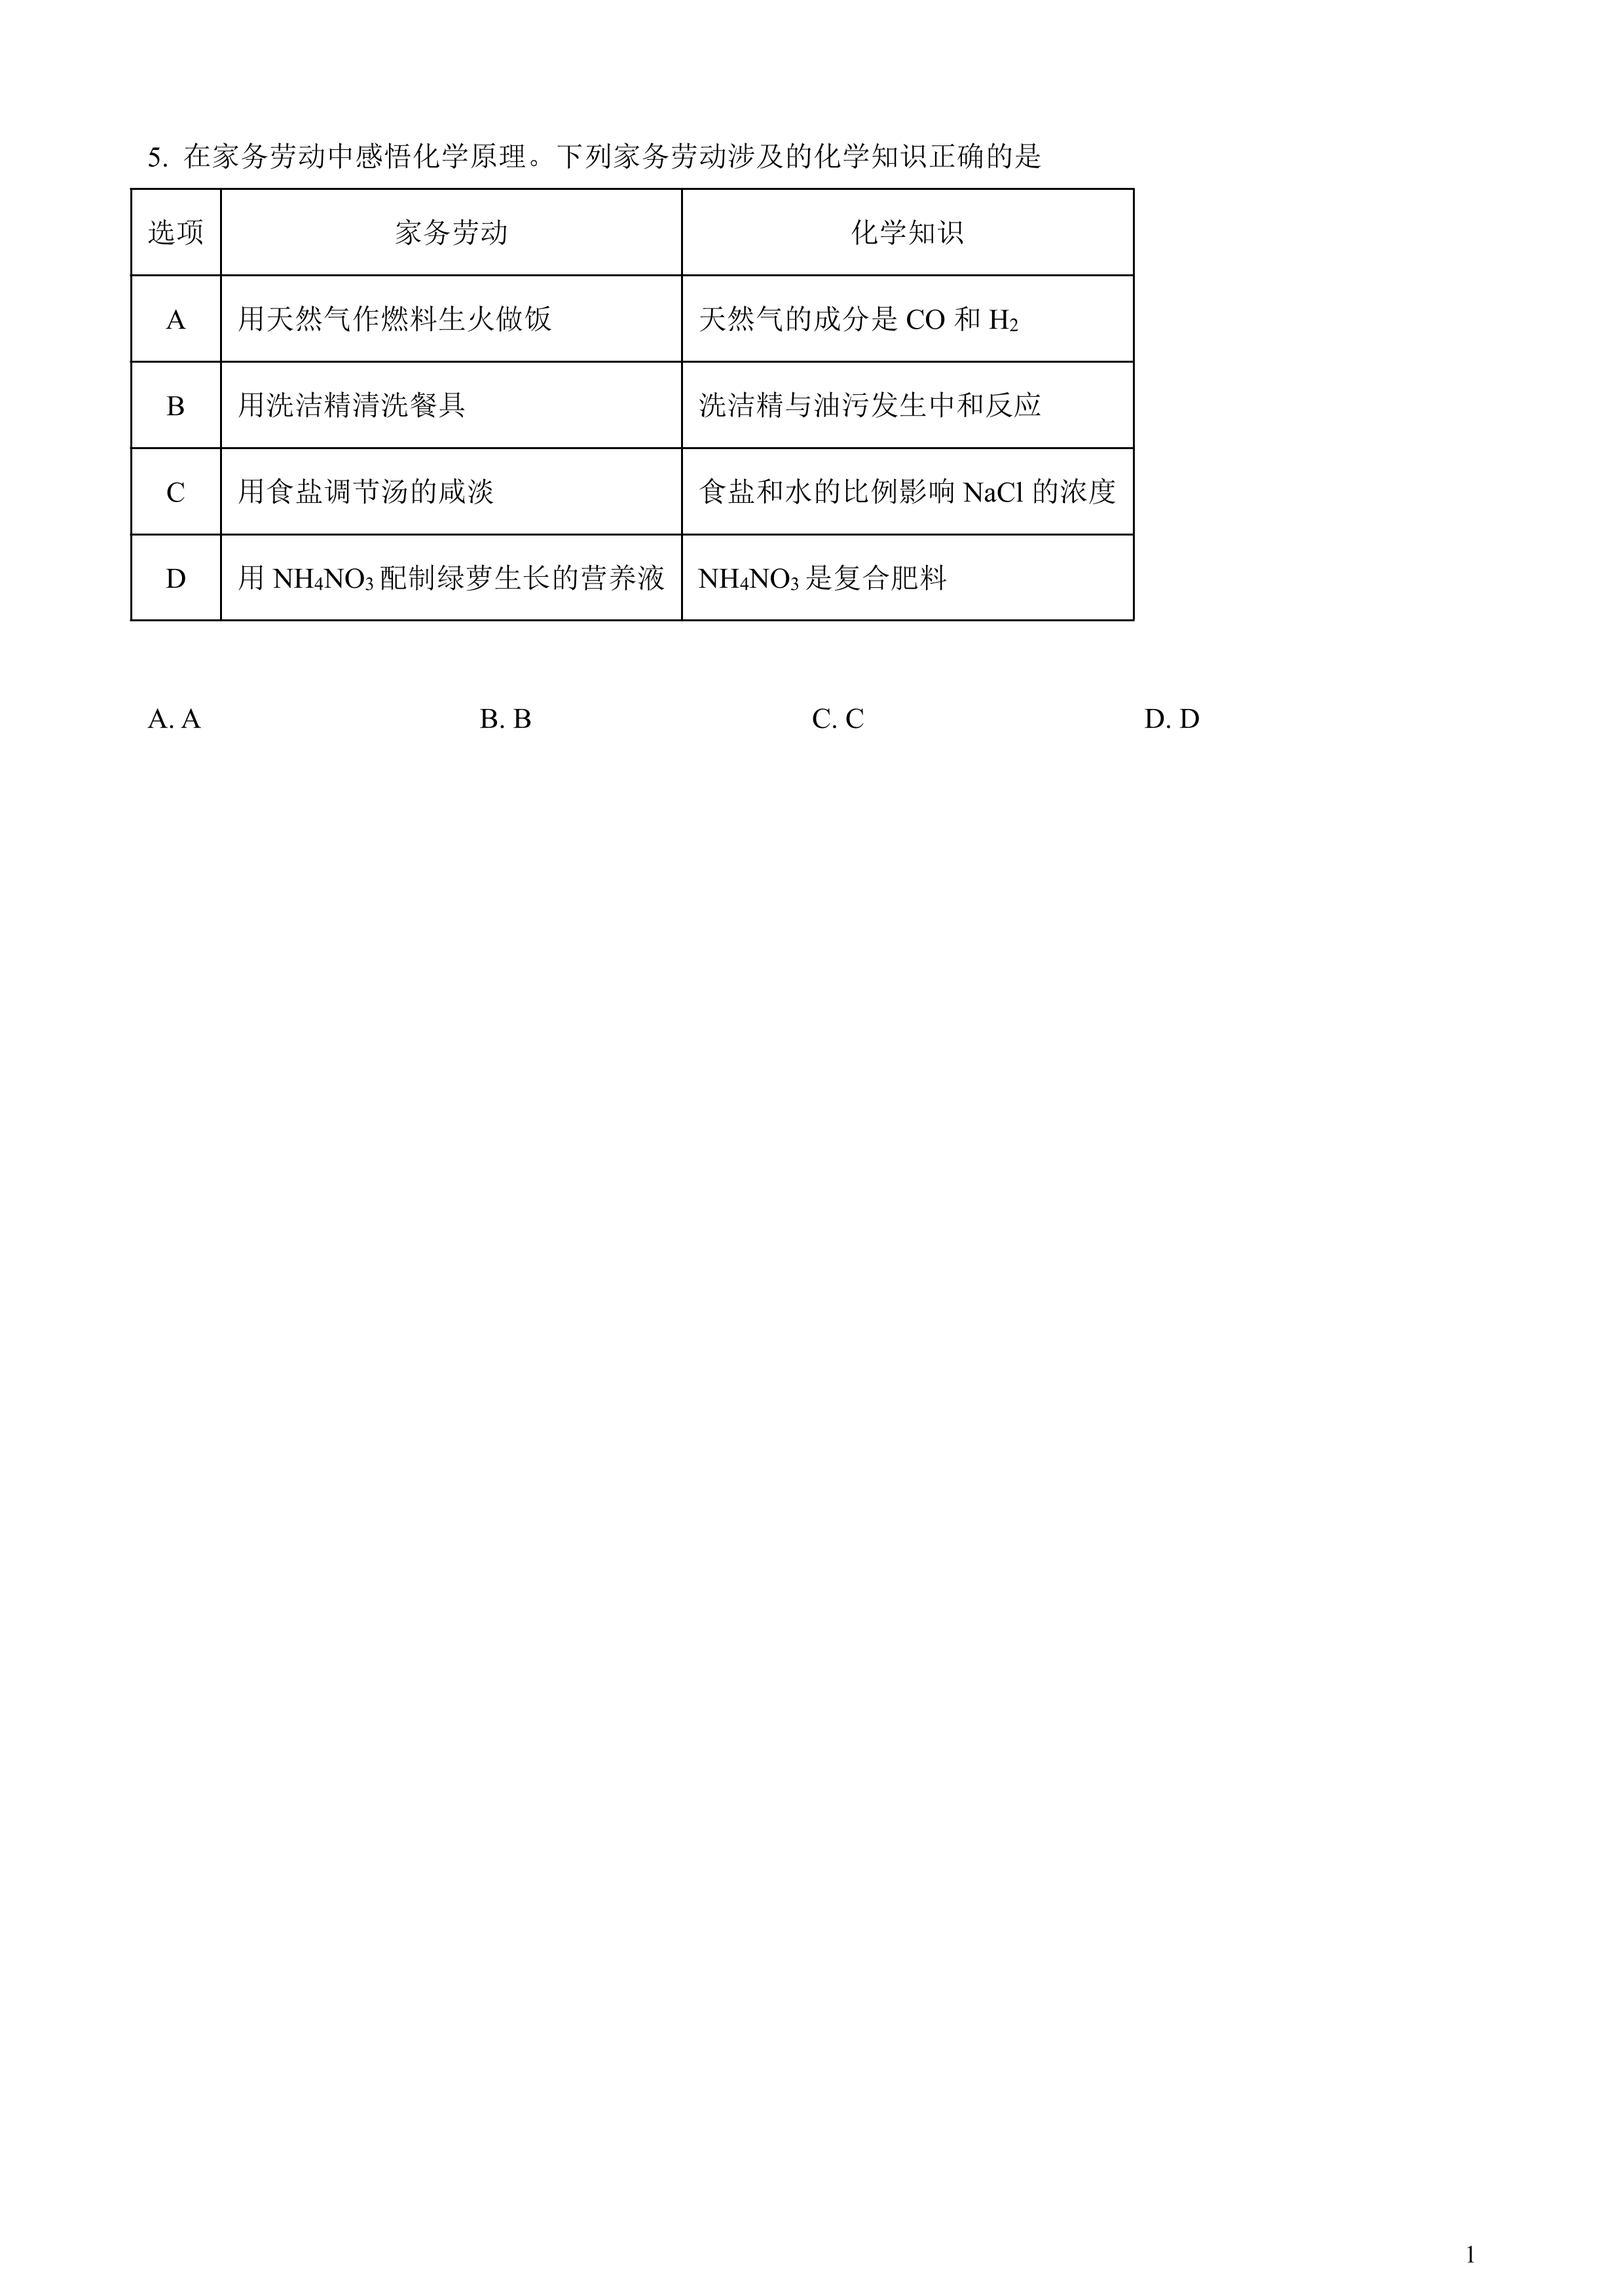 5. 在家务劳动中感悟化学原理。下列家务劳动涉及的化学知识正确的是
选项 家务劳动 化学知识
A 用天然气作燃料生火做饭 天然气的成分是 CO 和 H₂
B 用洗洁精清洗餐具 洗洁精与油污发生中和反应
C 用食盐调节汤的咸淡 食盐和水的比例影响 NaCl 的浓度
D 用 NH₄NO₃ 配制绿萝生长的营养液 NH₄NO₃ 是复合肥料
A. A B. B C. C D. D
1